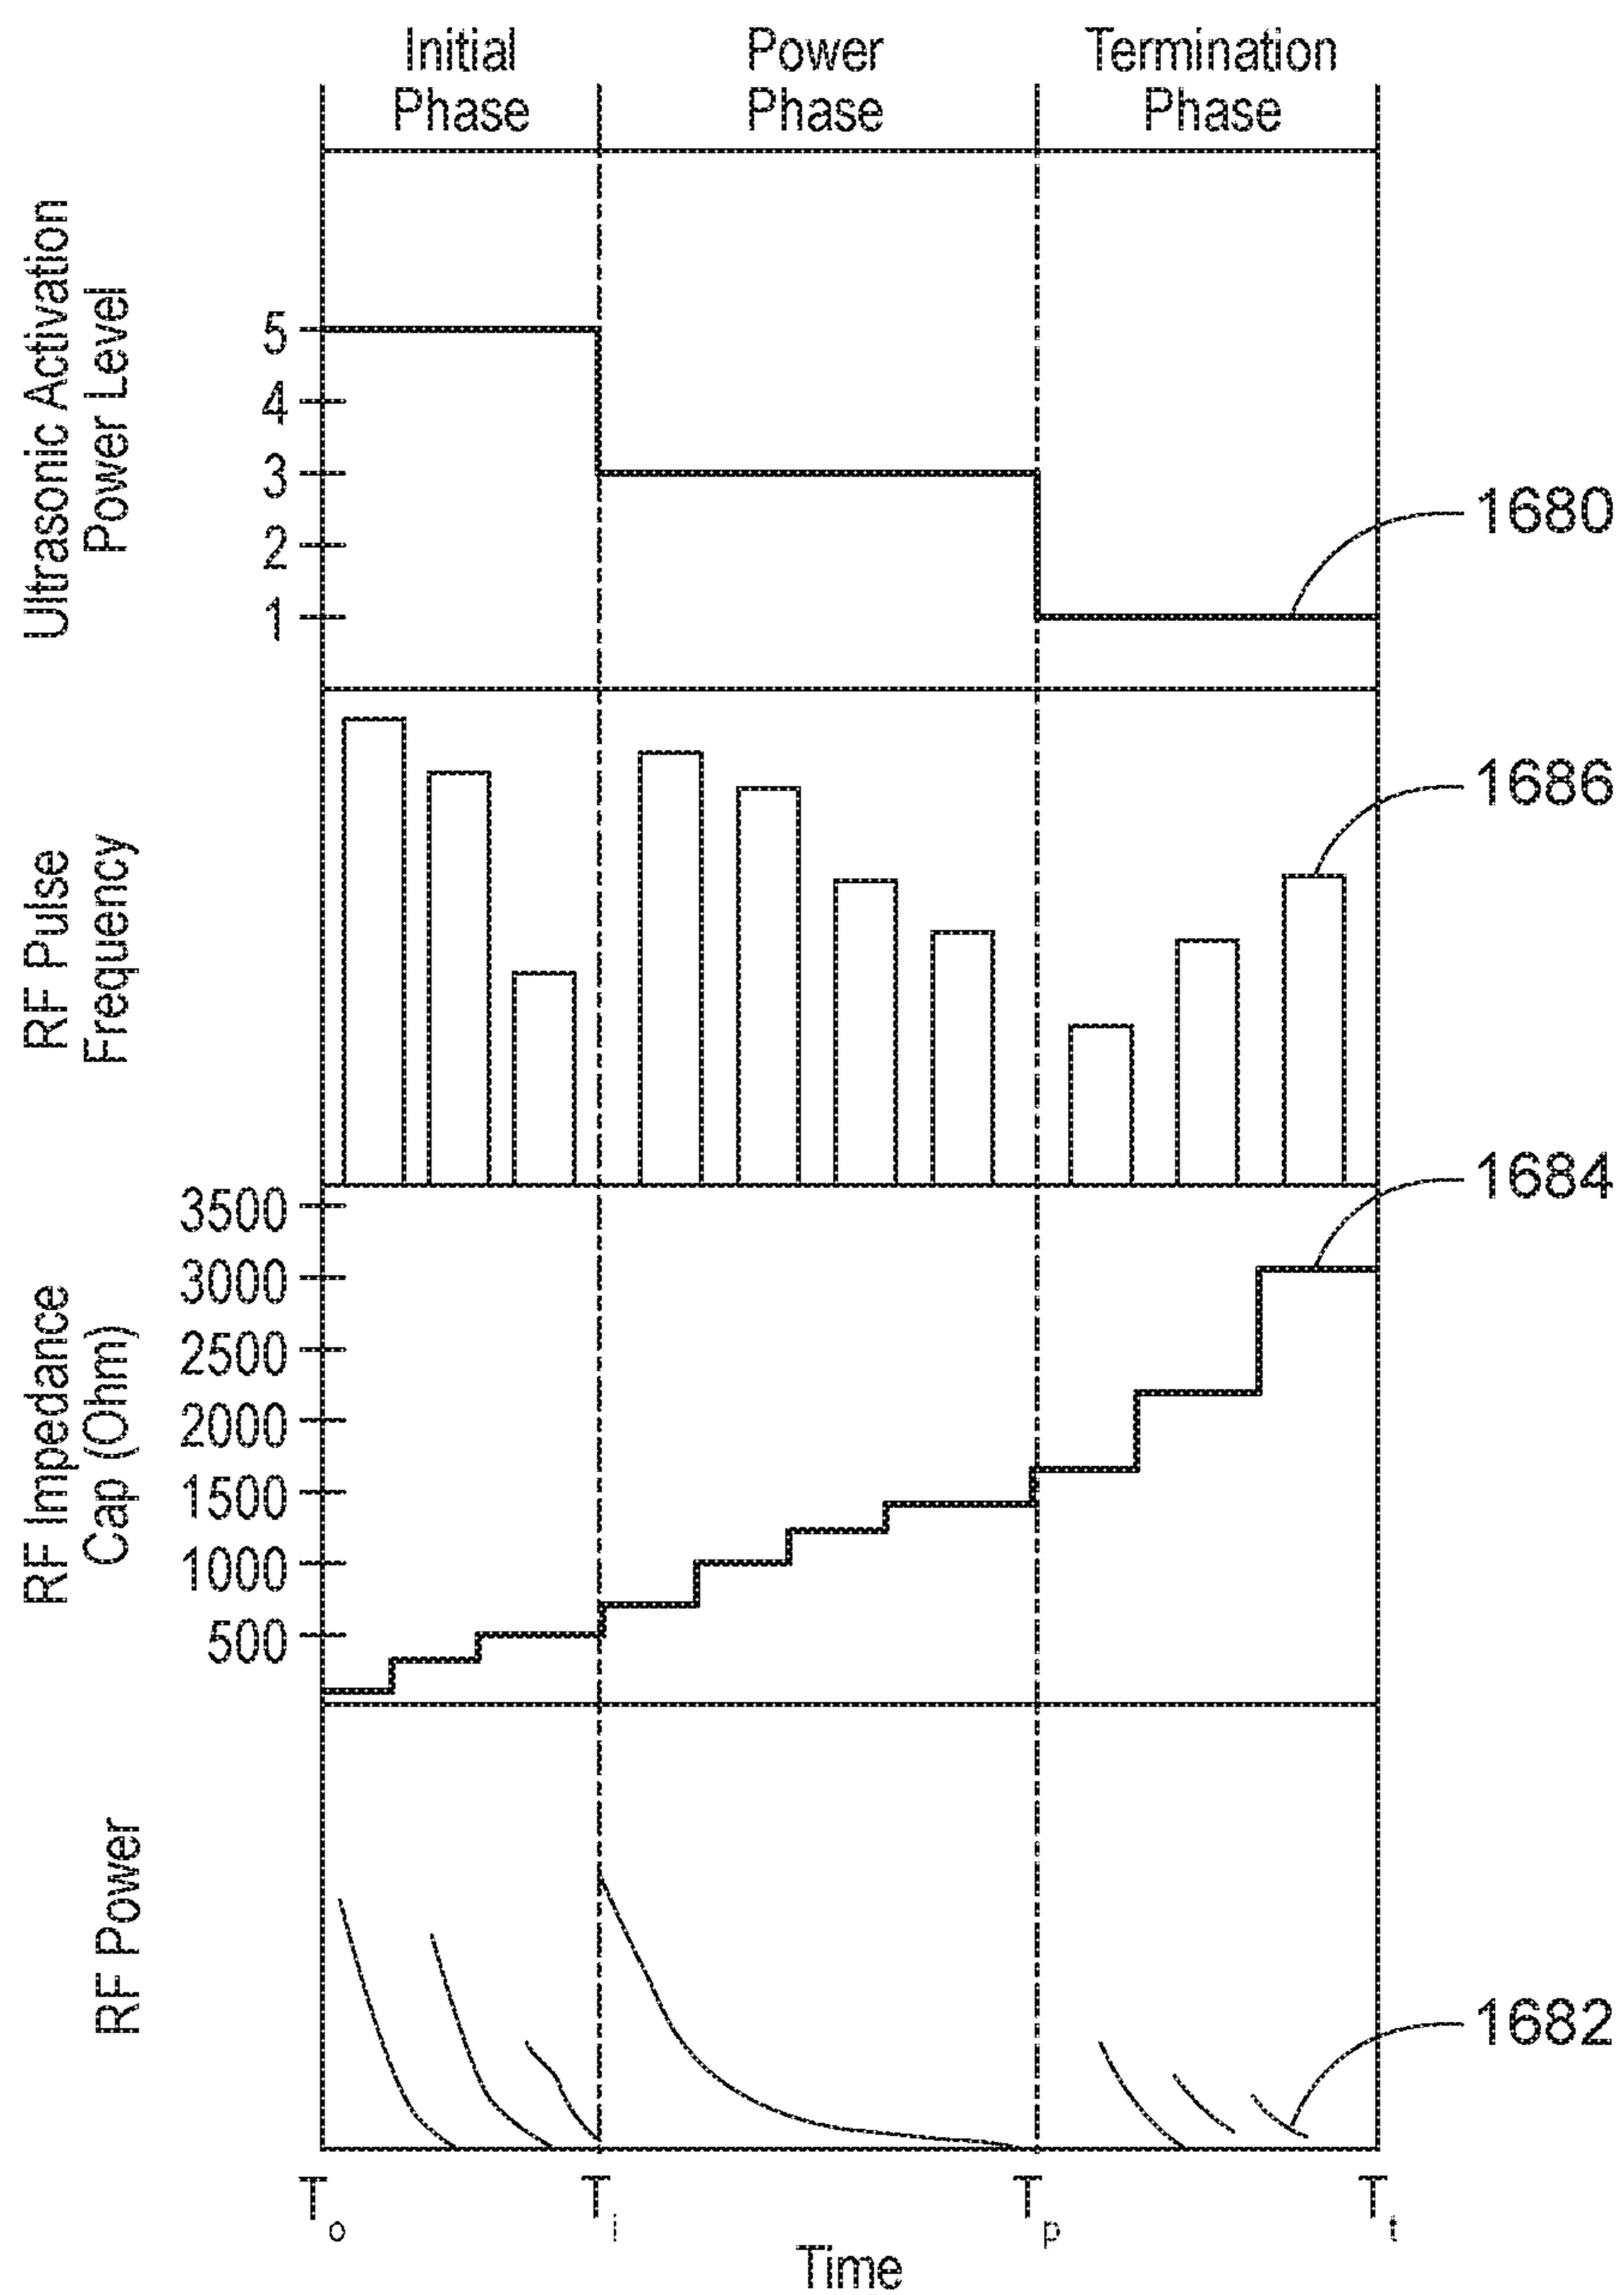 Initial
Phase
Power
Phase
Termination
Phase
Ultrasonic Activation
Power Level
5
4
3
2
1
1680
RF Pulse
Frequency
1686
RF Impedance
Cap (Ohm)
3500
3000
2500
2000
1500
1000
500
1684
RF Power
1682
To
Ti
Tp
Tt
Time